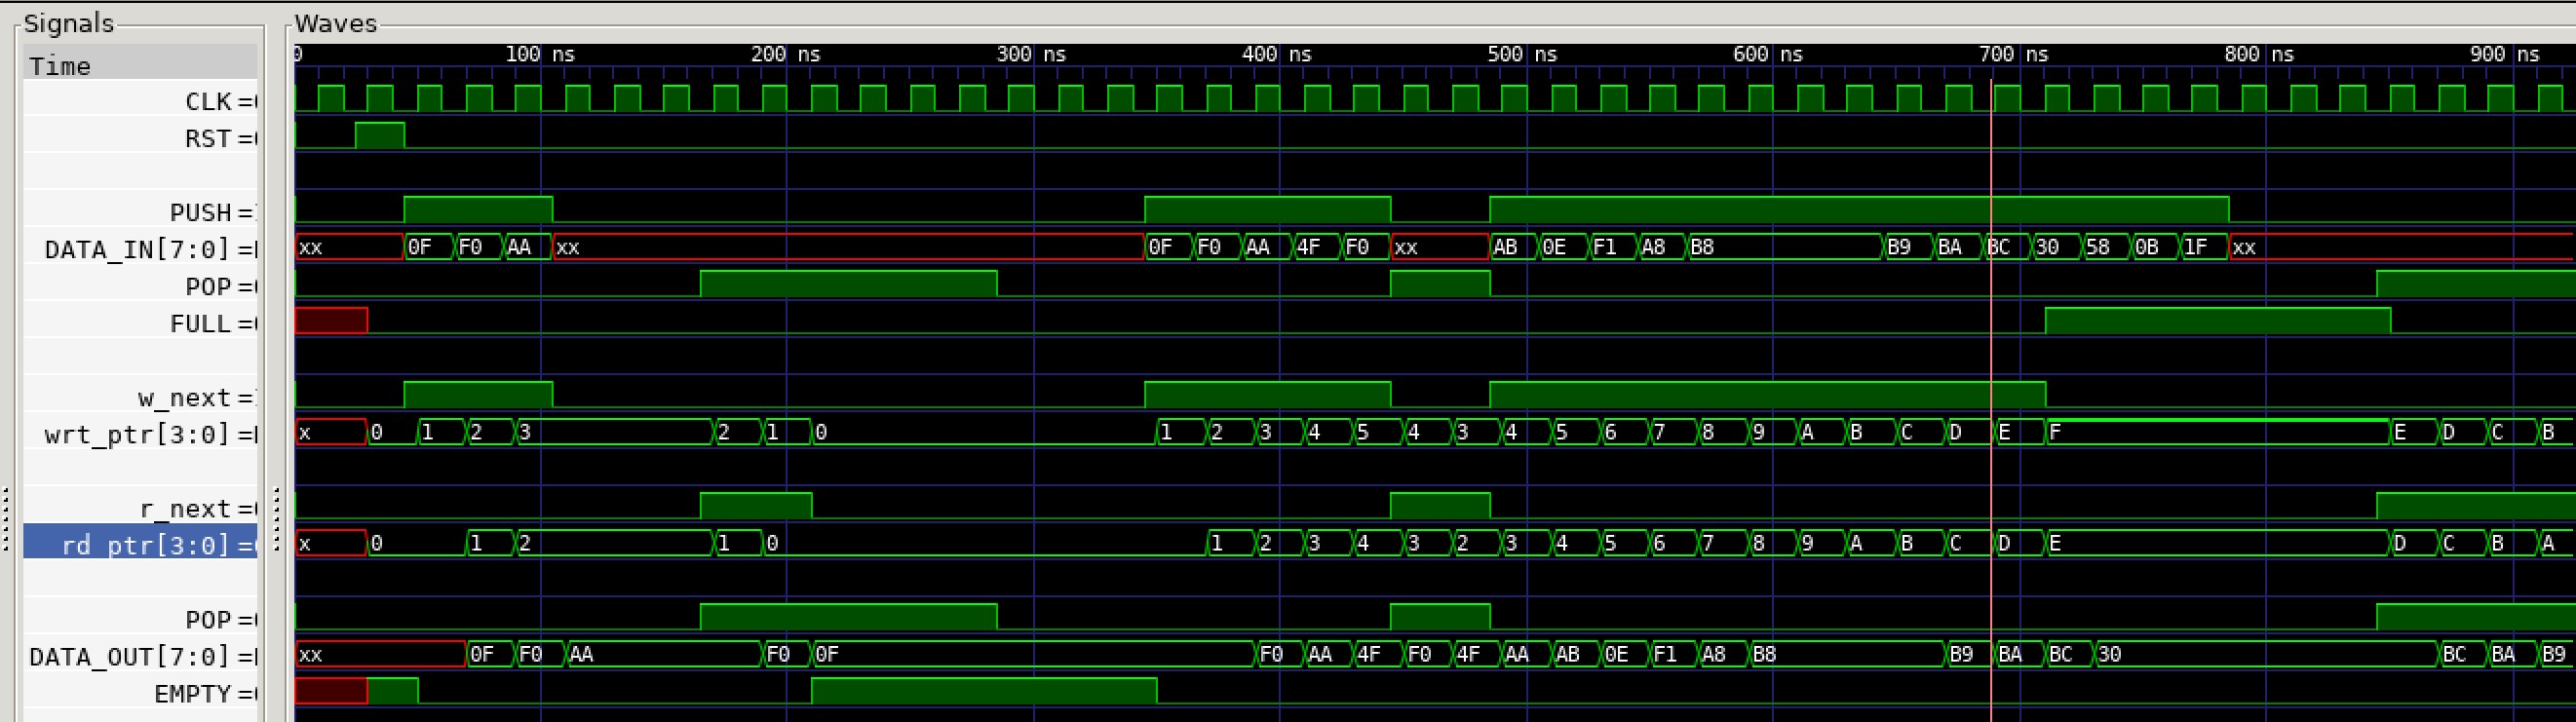 Signals Waves
Time 0 100 ns 200 ns 300 ns 400 ns 500 ns 600 ns 700 ns 800 ns 900 ns
CLK =
RST =
PUSH =
DATA_IN[7:0] = xx 0F F0 AA xx 0F F0 AA 4F F0 xx AB 0E F1 A8 B8 B9 BA BC 30 58 0B 1F xx
POP =
FULL =
w_next =
wrt_ptr[3:0] = x 0 1 2 3 2 1 0 1 2 3 4 5 4 3 4 5 6 7 8 9 A B C D E F E D C B
r_next =
rd_ptr[3:0] = x 0 1 2 1 0 1 2 3 4 3 2 3 4 5 6 7 8 9 A B C D E D C B A
POP =
DATA_OUT[7:0] = xx 0F F0 AA F0 0F F0 AA 4F F0 4F AA AB 0E F1 A8 B8 B9 BA BC 30 BC BA B9
EMPTY =